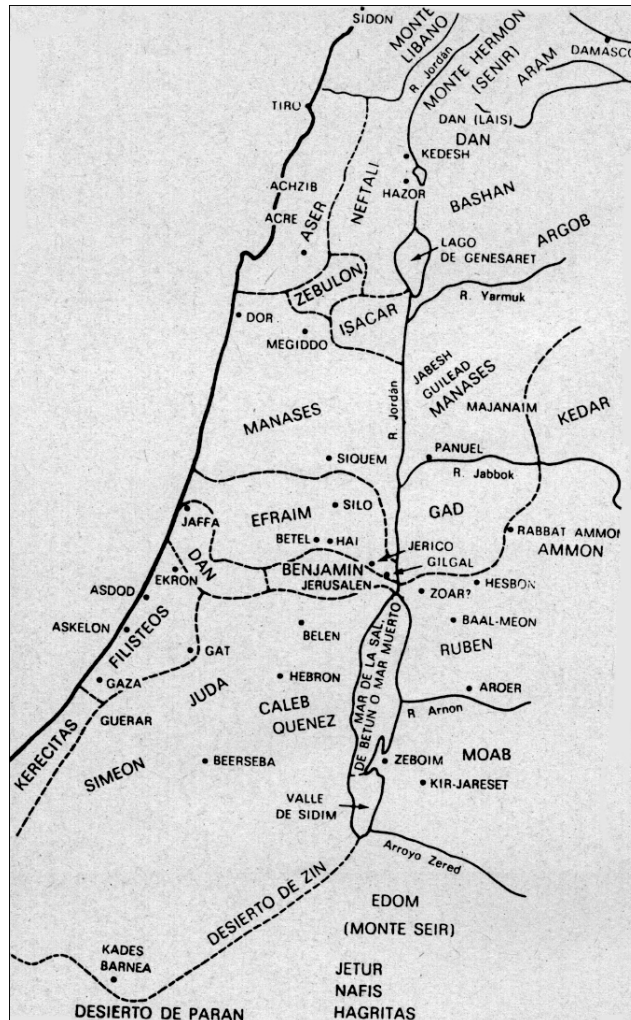 SIDON
MONTE
LIBANO
R. Jordán
MONTE HERMON
(SENIR)
ARAM
DAMASCO
TIRO
DAN (LAIS)
DAN
KEDESH
HAZOR
ACHZIB
ACRE
ASER
NEFTALI
BASHAN
ARGOB
LAGO
DE GENESARET
ZEBULON
R. Yarmuk
ISACAR
DOR
MEGIDDO
JABESH
GUILEAD
MANASES
MAJANAIM
KEDAR
R. Jordán
MANASES
SIQUEM
PANUEL
R. Jabbok
EFRAIM
SILO
GAD
JAFFA
BETEL
HAI
RABBAT AMMON
AMMON
JERICO
GILGAL
DAN
BENJAMIN
JERUSALEN
EKRON
HESBON
ZOAR?
ASDOD
BAAL-MEON
ASKELON
FILISTEOS
BELEN
RUBEN
GAT
MAR DE LA SAL,
DE BETUN O MAR MUERTO
GAZA
JUDA
HEBRON
AROER
CALEB
QUENEZ
R. Arnon
GUERAR
KERECITAS
SIMEON
BEERSEBA
ZEBOIM
MOAB
KIR-JARESET
VALLE
DE SIDIM
Arroyo Zered
DESIERTO DE ZIN
EDOM
(MONTE SEIR)
KADES
BARNEA
JETUR
NAFIS
HAGRITAS
DESIERTO DE PARAN